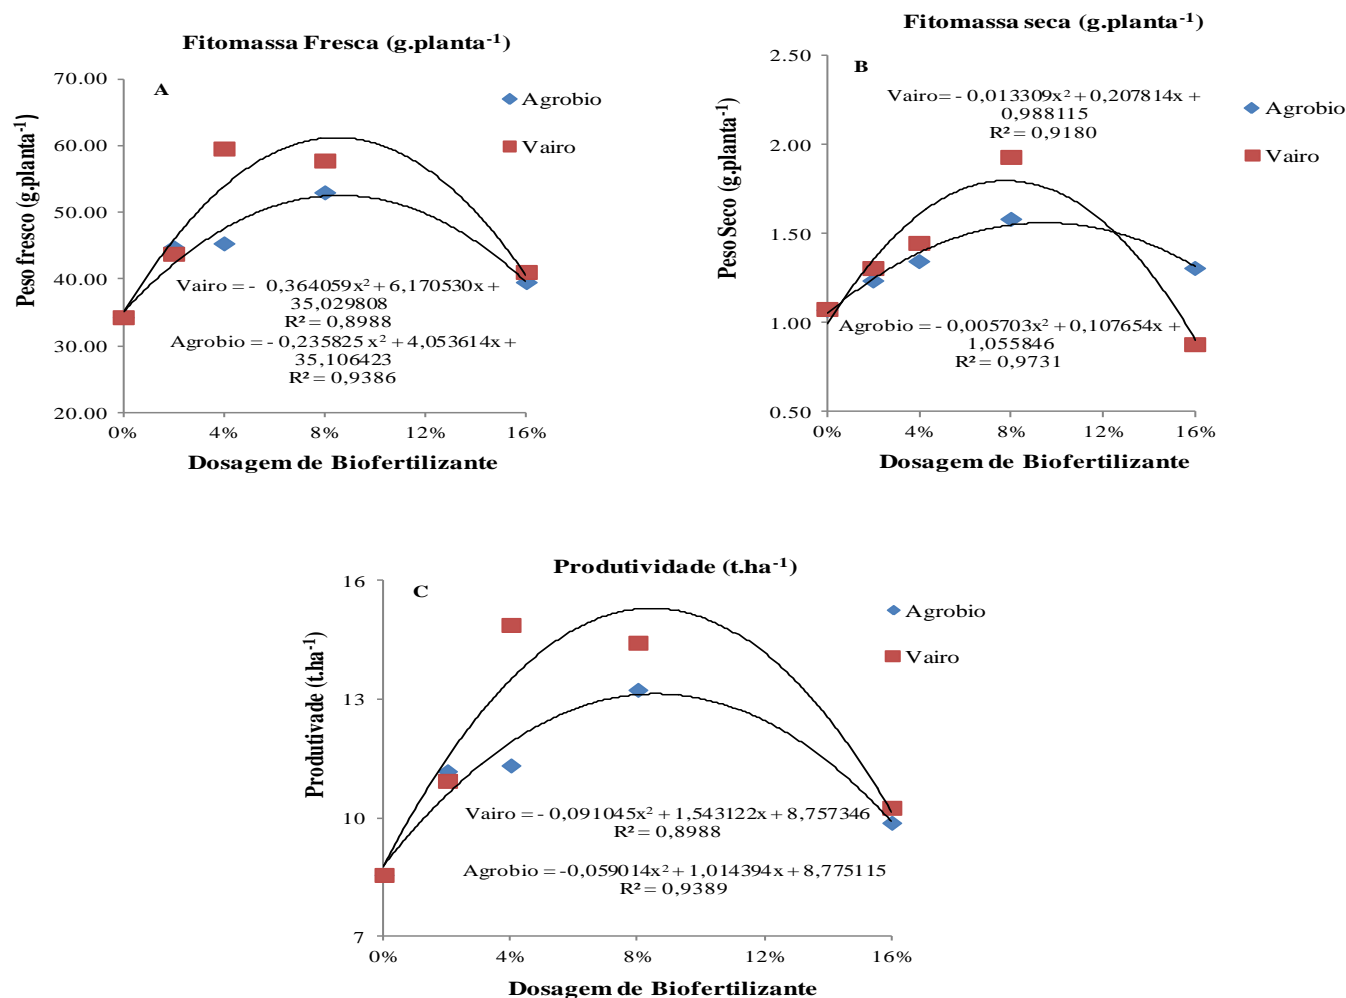 Fitomassa Fresca (g.planta⁻¹)
A
Peso fresco (g.planta⁻¹)
70.00
60.00
50.00
40.00
30.00
20.00
Agrobio
Vairo
Vairo = - 0,364059x² + 6,170530x +
35,029808
R² = 0,8988
Agrobio = - 0,235825 x² + 4,053614x +
35,106423
R² = 0,9386
0% 4% 8% 12% 16%
Dosagem de Biofertilizante
Fitomassa seca (g.planta⁻¹)
B
Peso Seco (g.planta⁻¹)
2.50
2.00
1.50
1.00
0.50
Vairo= - 0,013309x² + 0,207814x +
0,988115
R² = 0,9180
Agrobio
Vairo
Agrobio = - 0,005703x² + 0,107654x +
1,055846
R² = 0,9731
0% 4% 8% 12% 16%
Dosagem de Biofertilizante
Produtividade (t.ha⁻¹)
C
Produtivade (t.ha⁻¹)
16
13
10
7
Agrobio
Vairo
Vairo = - 0,091045x² + 1,543122x + 8,757346
R² = 0,8988
Agrobio = -0,059014x² + 1,014394x + 8,775115
R² = 0,9389
0% 4% 8% 12% 16%
Dosagem de Biofertilizante